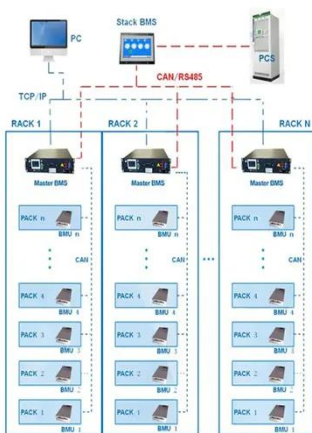 PC
Stack BMS
PCS
CAN/RS485
TCP/IP
RACK 1
RACK 2
RACK N
Master BMS
Master BMS
Master BMS
PACK n
BMU n
PACK n
BMU n
PACK n
BMU n
CAN
CAN
CAN
...
PACK 4
BMU 4
PACK 4
BMU 4
PACK 4
BMU 4
PACK 3
BMU 3
PACK 3
BMU 3
PACK 3
BMU 3
PACK 2
BMU 2
PACK 2
BMU 2
PACK 2
BMU 2
PACK 1
BMU 1
PACK 1
BMU 1
PACK 1
BMU 1